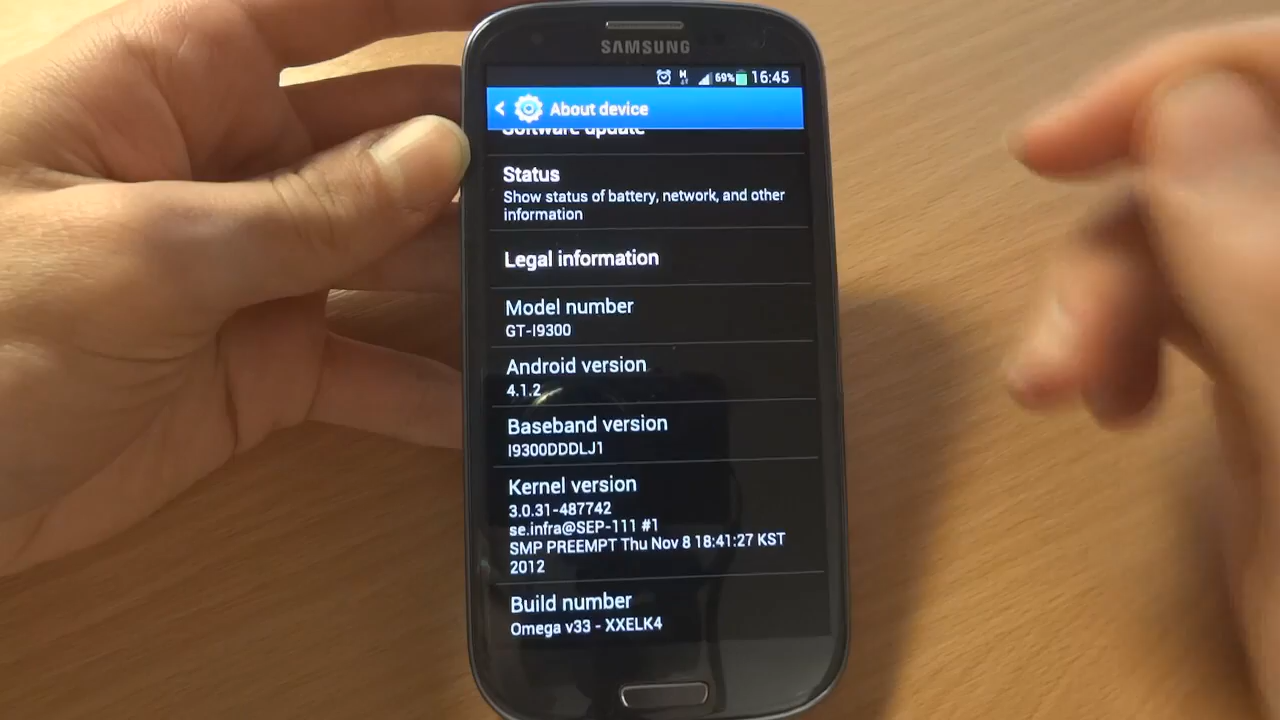 SAMSUNG
69% 16:45
About device
Software update
Status
Show status of battery, network, and other
information
Legal information
Model number
GT-I9300
Android version
4.1.2
Baseband version
I9300DDDLJ1
Kernel version
3.0.31-487742
se.infra@SEP-111 #1
SMP PREEMPT Thu Nov 8 18:41:27 KST
2012
Build number
Omega v33 - XXELK4